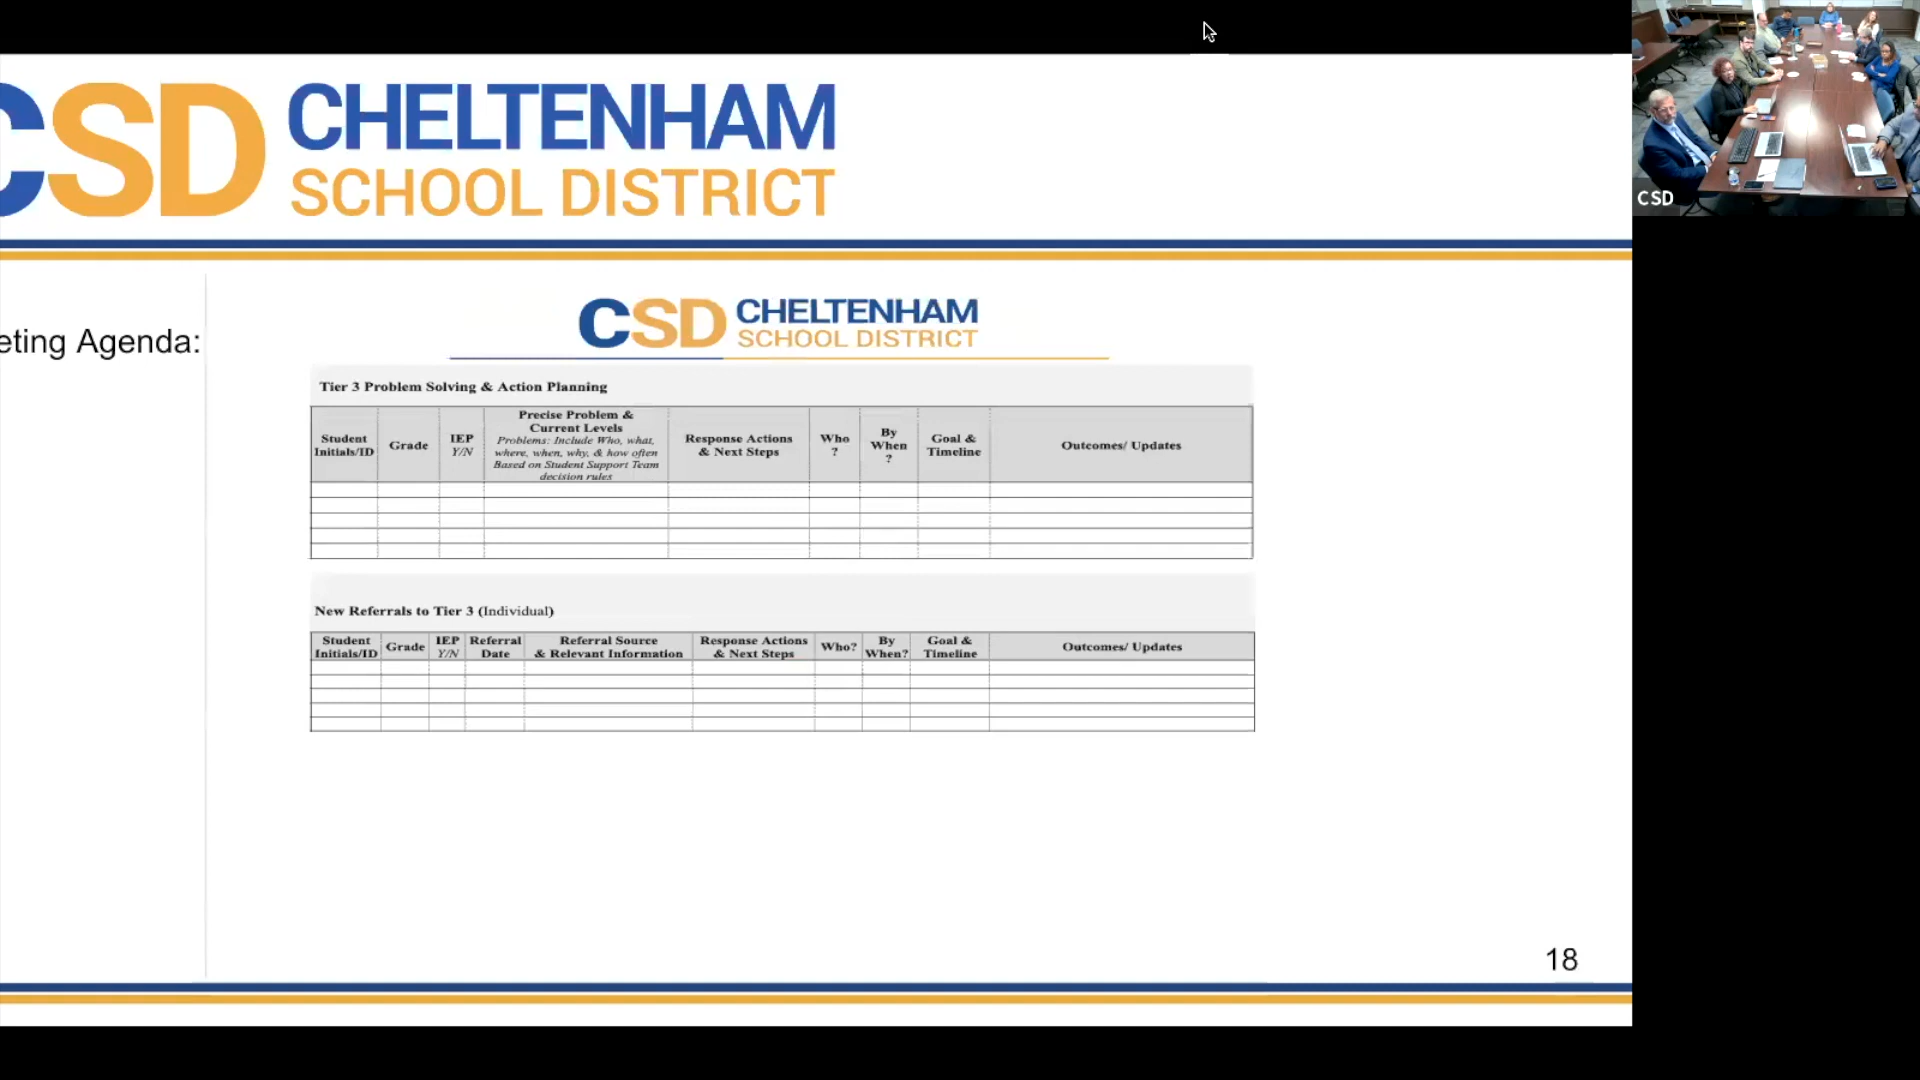 CSD CHELTENHAM
SCHOOL DISTRICT
eting Agenda:
CSD CHELTENHAM
SCHOOL DISTRICT
Tier 3 Problem Solving & Action Planning
Student Initials/ID
Grade
IEP Y/N
Precise Problem &
Current Levels
Problems: Include Who, what,
where, when, why, & how often
Based on Student Support Team
decision rules
Response Actions
& Next Steps
Who
?
By
When
?
Goal &
Timeline
Outcomes/ Updates
New Referrals to Tier 3 (Individual)
Student
Initials/ID
Grade
IEP
Y/N
Referral
Date
Referral Source
& Relevant Information
Response Actions
& Next Steps
Who?
By
When?
Goal &
Timeline
Outcomes/ Updates
18
CSD